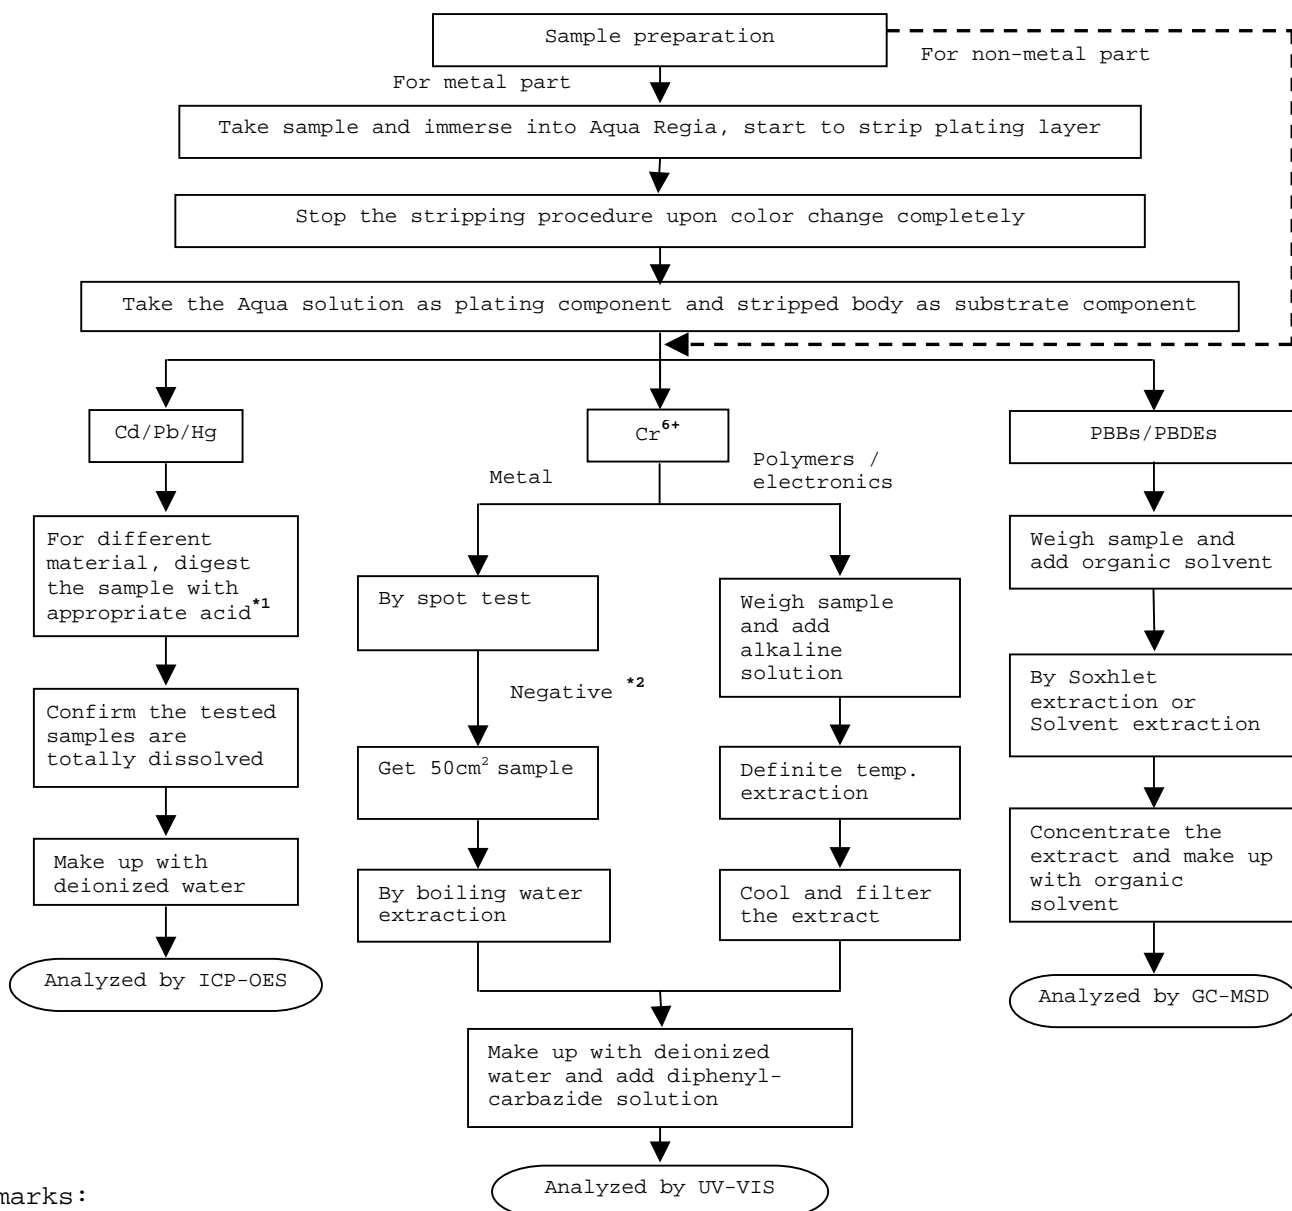 Sample preparation
For non-metal part
For metal part
Take sample and immerse into Aqua Regia, start to strip plating layer
Stop the stripping procedure upon color change completely
Take the Aqua solution as plating component and stripped body as substrate component
Cd/Pb/Hg
Cr6+
PBBs/PBDEs
Metal
Polymers /
electronics
For different
material, digest
the sample with
appropriate acid*1
By spot test
Weigh sample
and add
alkaline
solution
Weigh sample and
add organic solvent
Negative *2
Confirm the tested
samples are
totally dissolved
Get 50cm2 sample
Definite temp.
extraction
By Soxhlet
extraction or
Solvent extraction
Make up with
deionized water
By boiling water
extraction
Cool and filter
the extract
Concentrate the
extract and make up
with organic
solvent
Analyzed by ICP-OES
Analyzed by GC-MSD
Make up with deionized
water and add diphenyl-
carbazide solution
Analyzed by UV-VIS
marks: